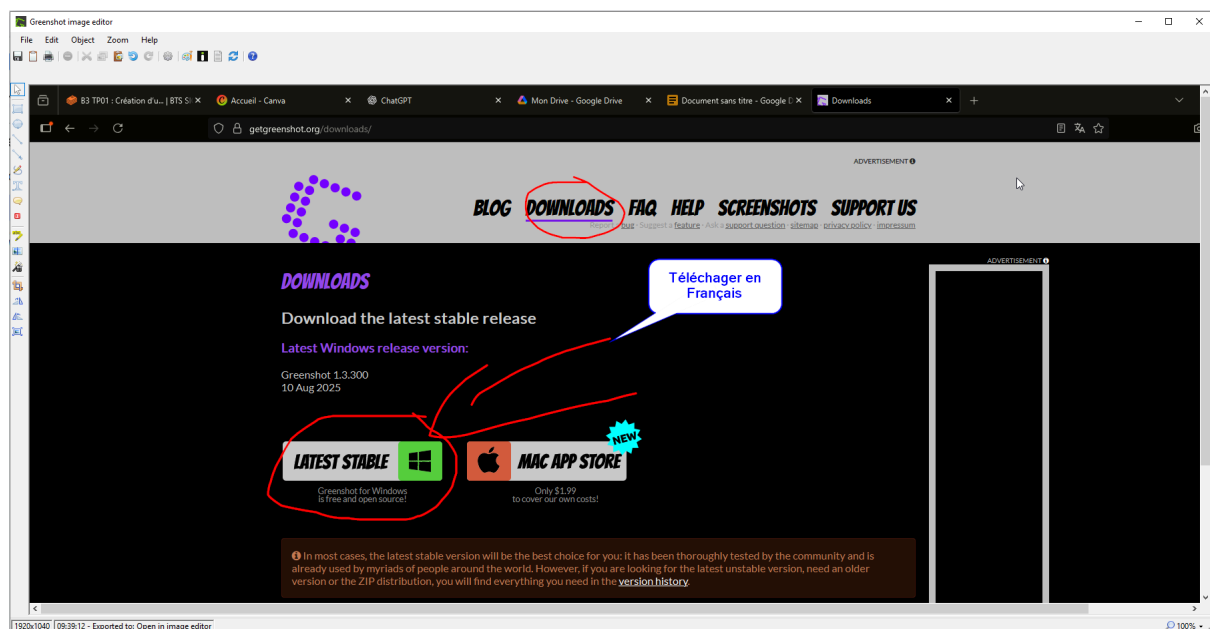 Greenshot image editor
File Edit Object Zoom Help
B3 TP01 : Création d'u... | BTS SI
Accueil - Canva
ChatGPT
Mon Drive - Google Drive
Document sans titre - Google D
Downloads
getgreenshot.org/downloads/
ADVERTISEMENT
BLOG DOWNLOADS FAQ HELP SCREENSHOTS SUPPORT US
Report a bug · Suggest a feature · Ask a support question · sitemap · privacy policy · impressum
ADVERTISEMENT
DOWNLOADS
Téléchager en
Français
Download the latest stable release
Latest Windows release version:
Greenshot 1.3.300
10 Aug 2025
NEW
LATEST STABLE
MAC APP STORE
Greenshot for Windows
is free and open source!
Only $1.99
to cover our own costs!
In most cases, the latest stable version will be the best choice for you: it has been thoroughly tested by the community and is
already used by myriads of people around the world. However, if you are looking for the latest unstable version, need an older
version or the ZIP distribution, you will find everything you need in the version history.
1920x1040 09:39:12 - Exported to: Open in image editor
100%